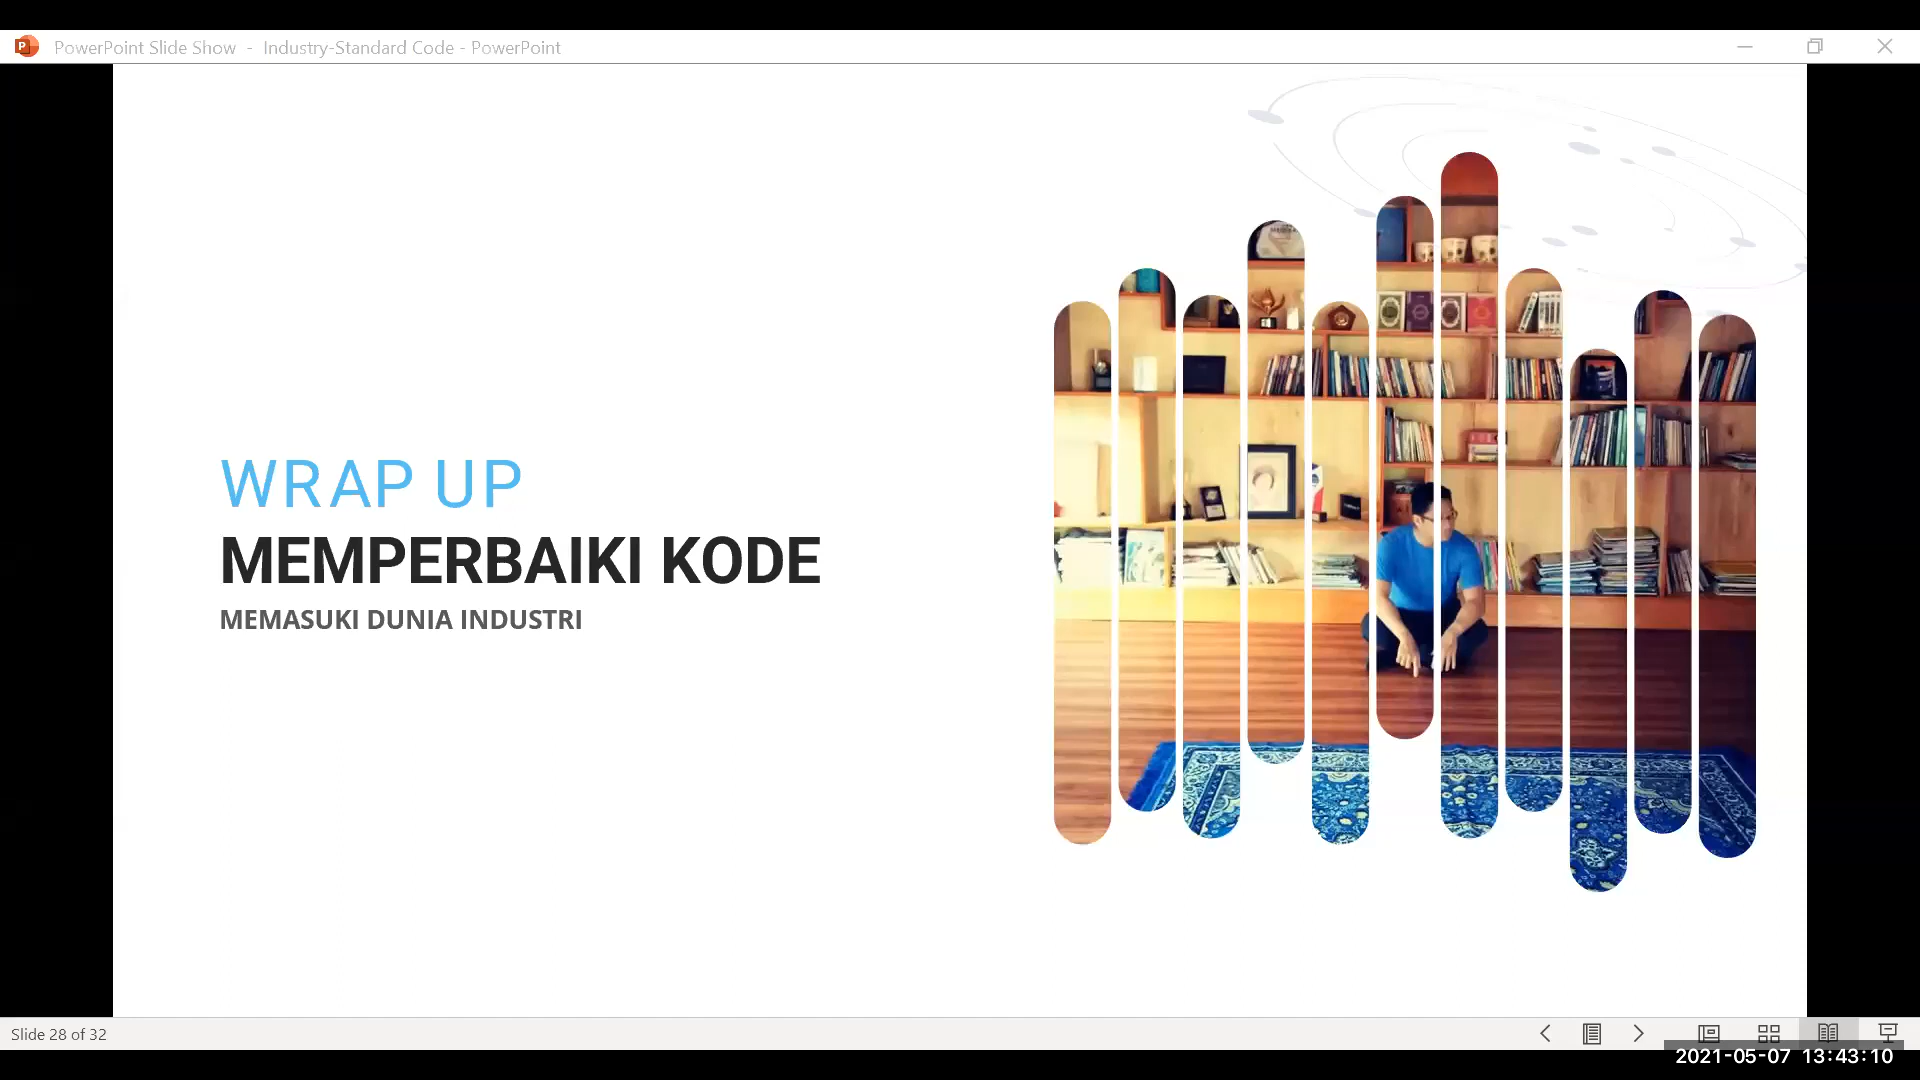 PowerPoint Slide Show - Industry-Standard Code - PowerPoint
WRAP UP
MEMPERBAIKI KODE
MEMASUKI DUNIA INDUSTRI
Slide 28 of 32
2021-05-07 13:43:10